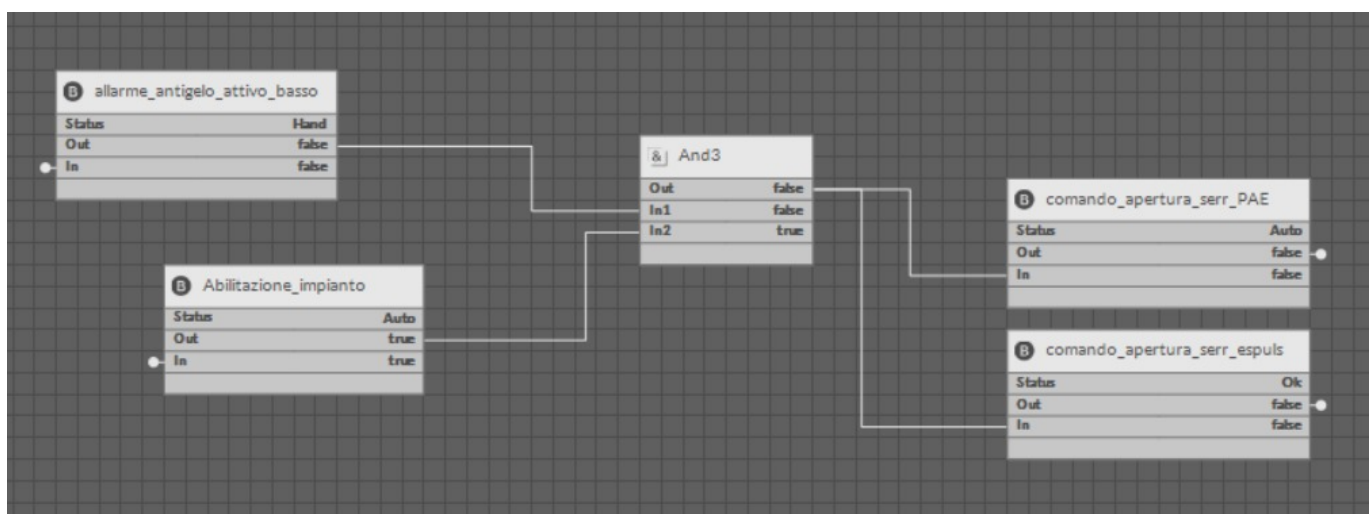 B allarme_antigelo_attivo_basso
Status Hand
Out false
In false
& And3
Out false
In1 false
In2 true
B comando_apertura_serr_PAE
Status Auto
Out false
In false
B Abilitazione_impianto
Status Auto
Out true
In true
B comando_apertura_serr_espuls
Status Ok
Out false
In false